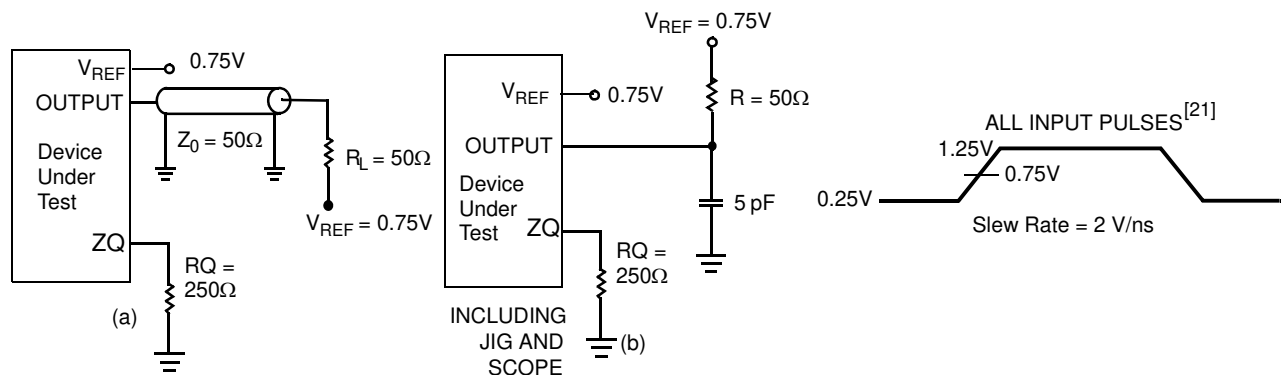 V_REF 0.75V
OUTPUT
Z_0 = 50Ω
Device
Under
Test
R_L = 50Ω
V_REF = 0.75V
ZQ
RQ =
250Ω
(a)
V_REF = 0.75V
V_REF 0.75V
R = 50Ω
OUTPUT
Device
Under
Test
5 pF
ZQ
RQ =
250Ω
INCLUDING
JIG AND
SCOPE
(b)
ALL INPUT PULSES[21]
1.25V
0.75V
0.25V
Slew Rate = 2 V/ns